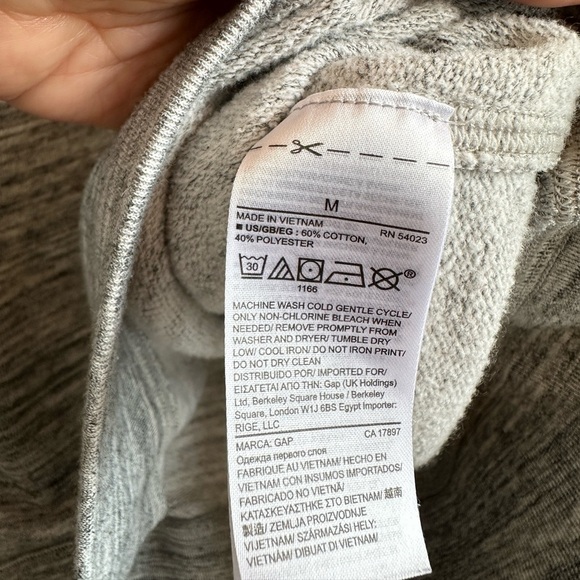 M
MADE IN VIETNAM RN 54023
■ US/GB/EG : 60% COTTON,
40% POLYESTER
30
1166
MACHINE WASH COLD GENTLE CYCLE/
ONLY NON-CHLORINE BLEACH WHEN
NEEDED/ REMOVE PROMPTLY FROM
WASHER AND DRYER/ TUMBLE DRY
LOW/ COOL IRON/ DO NOT IRON PRINT/
DO NOT DRY CLEAN
DISTRIBUIDO POR/ IMPORTED FOR/
ΕΙΣΑΓΕΤΑΙ ΑΠΟ ΤΗΝ: Gap (UK Holdings)
Ltd, Berkeley Square House / Berkeley
Square, London W1J 6BS Egypt Importer:
RIGE, LLC
MARCA: GAP CA 17897
Одежда первого слоя
FABRIQUE AU VIETNAM/ HECHO EN
VIETNAM CON INSUMOS IMPORTADOS/
FABRICADO NO VIETNÃ/
ΚΑΤΑΣΚΕΥΑΣΤΗΚΕ ΣΤΟ ΒΙΕΤΝΑΜ/ 越南
製造/ ZEMLJA PROIZVODNJE
VIJETNAM/ SZÁRMAZÁSI HELY:
VIETNÁM/ DIBUAT DI VIETNAM/